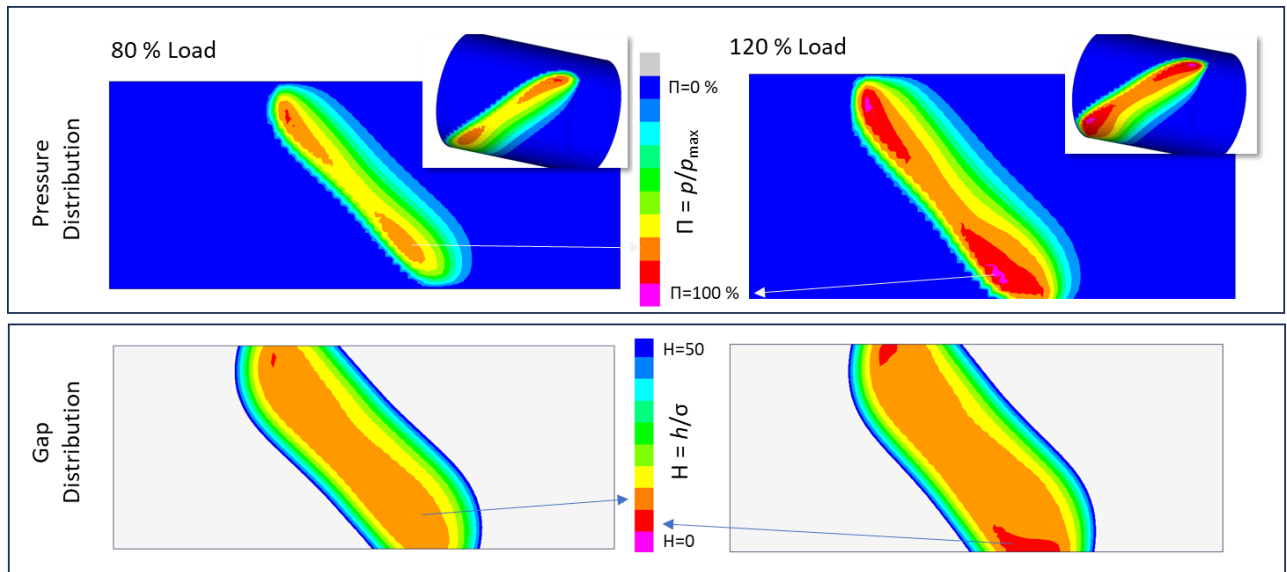 80 % Load
120 % Load
Pressure
Distribution
Π=0 %
Π = p/pmax
Π=100 %
Gap
Distribution
H=50
H = h/σ
H=0